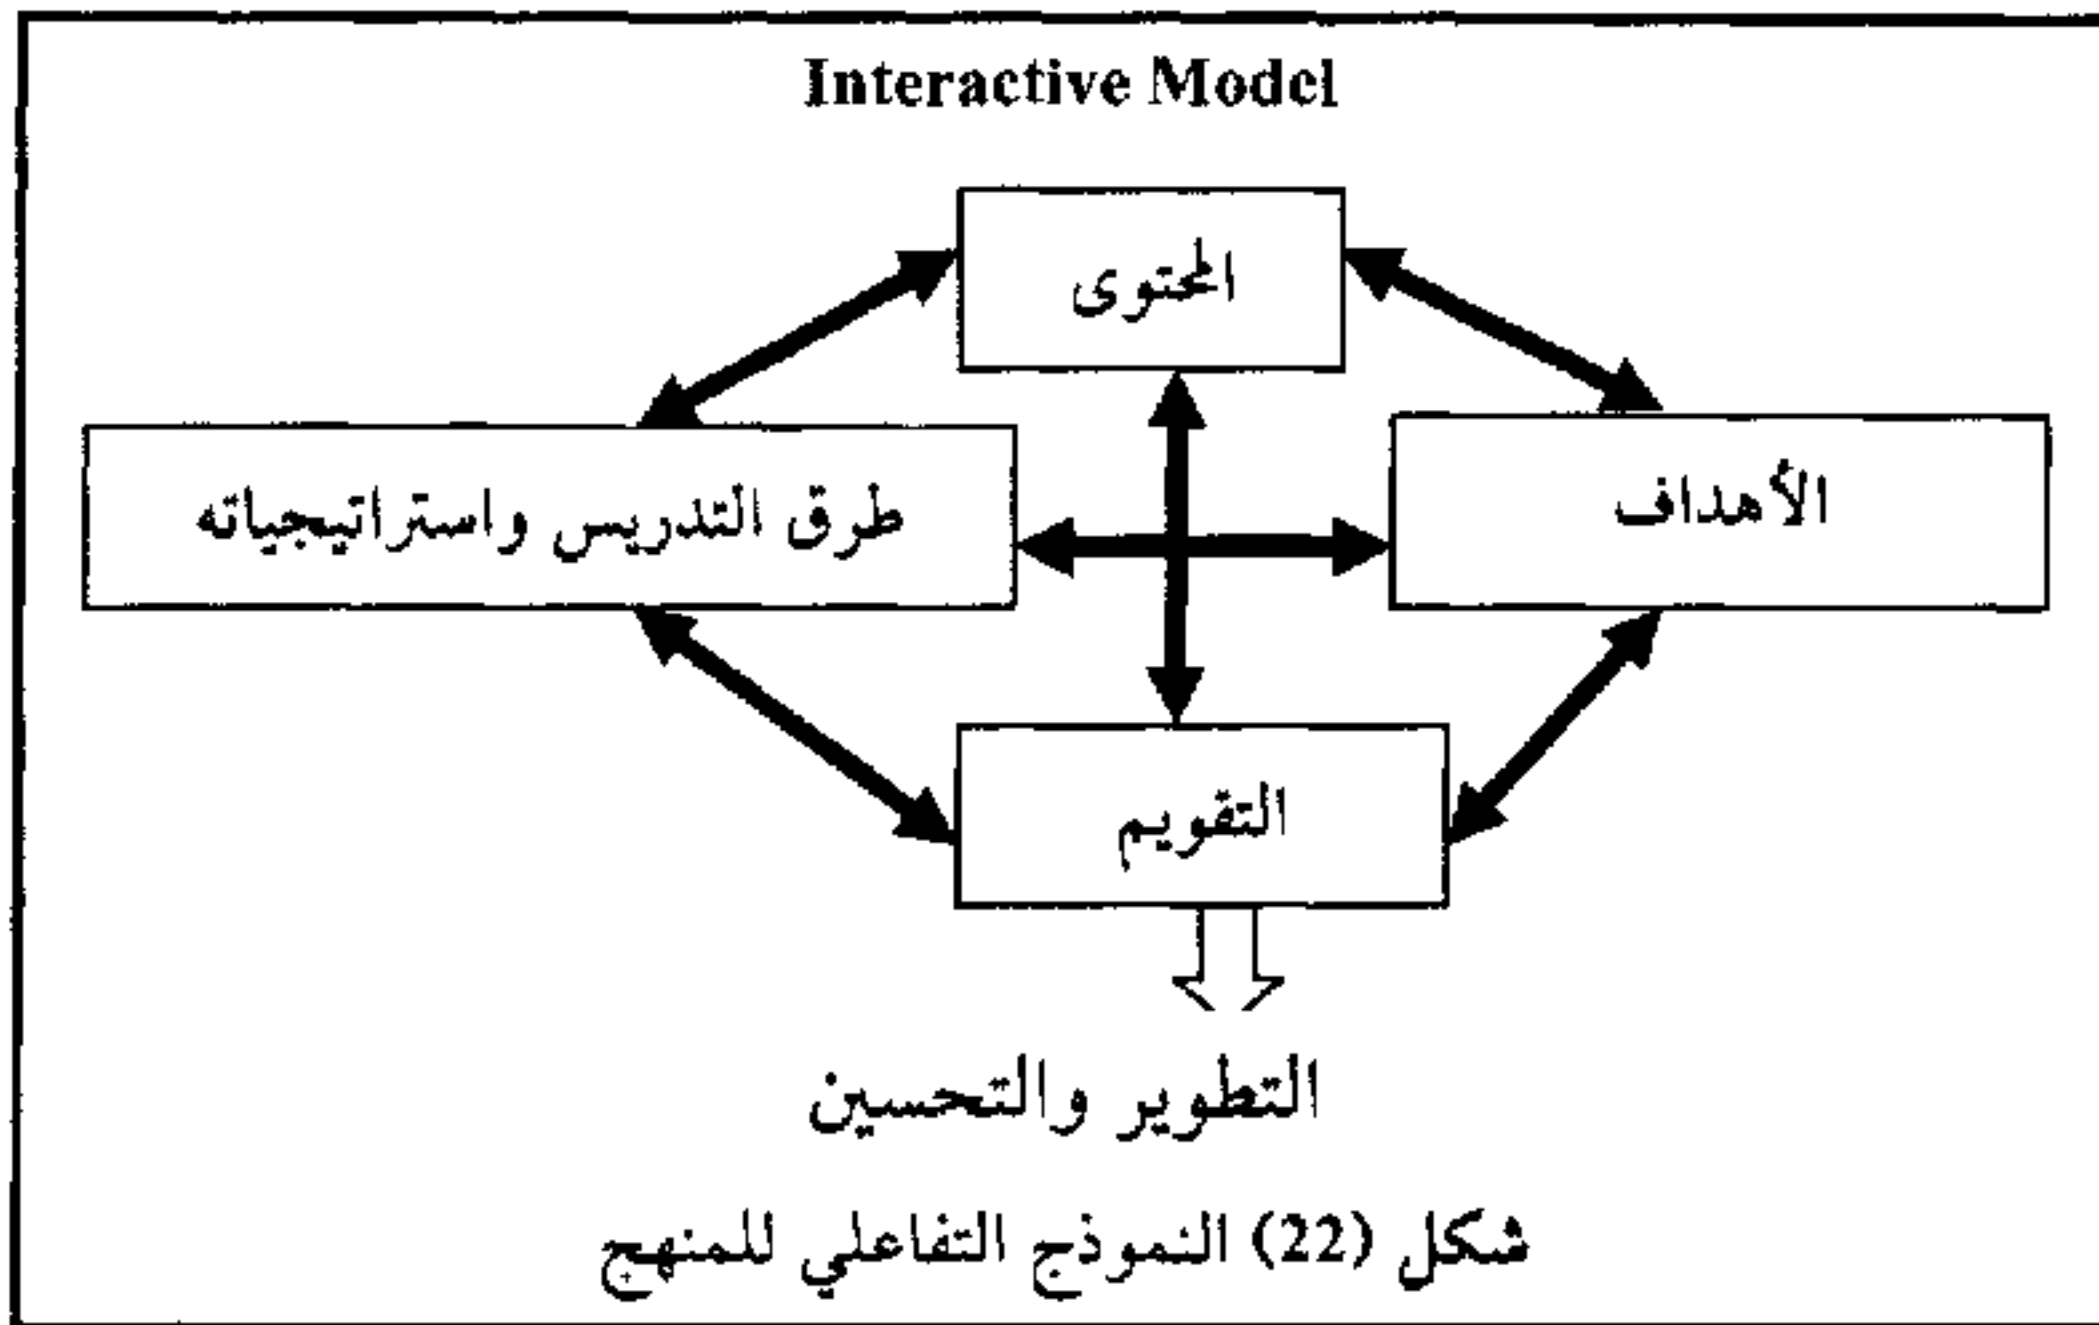 Interactive Model
المحتوى
الأهداف
طرق التدريس واستراتيجياته
التقويم
التطوير والتحسين
شكل (22) النموذج التفاعلي للمنهج